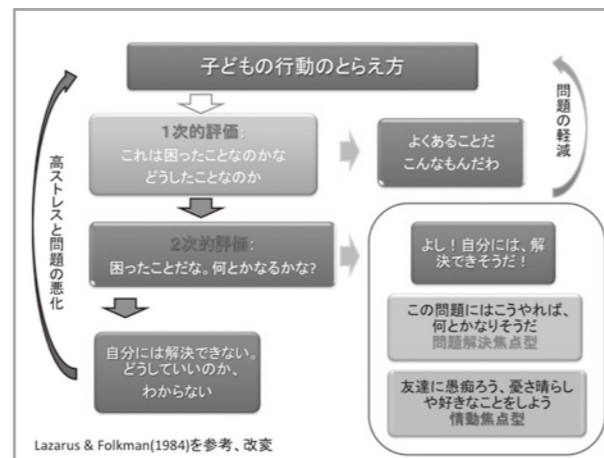 子どもの行動のとらえ方
1次的評価：
これは困ったことなのかな
どうしたことなのか
よくあることだ
こんなもんだわ
問題の軽減
高ストレスと問題の悪化
2次的評価：
困ったことだな。何とかなるかな？
よし！自分には、解
決できそうだ！
この問題にはこうやれば、
何とかなりそうだ
問題解決焦点型
自分には解決できない。
どうしていいのか、
わからない
友達に愚痴ろう、憂さ晴らし
や好きなことをしよう
情動焦点型
Lazarus & Folkman(1984)を参考、改変